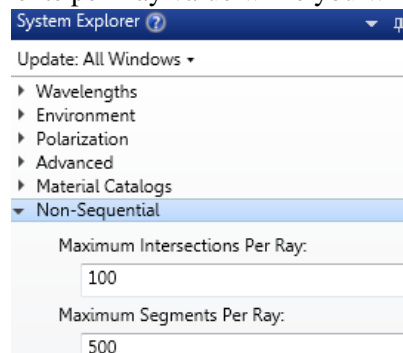 System Explorer ?
Update: All Windows
Wavelengths
Environment
Polarization
Advanced
Material Catalogs
Non-Sequential
Maximum Intersections Per Ray:
100
Maximum Segments Per Ray:
500